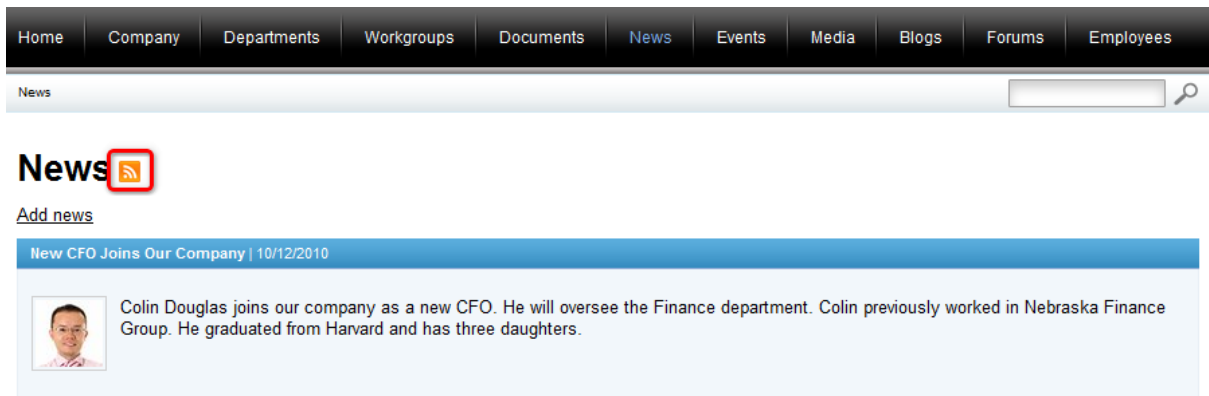 Home Company Departments Workgroups Documents News Events Media Blogs Forums Employees
News
News
Add news
New CFO Joins Our Company | 10/12/2010
Colin Douglas joins our company as a new CFO. He will oversee the Finance department. Colin previously worked in Nebraska Finance
Group. He graduated from Harvard and has three daughters.